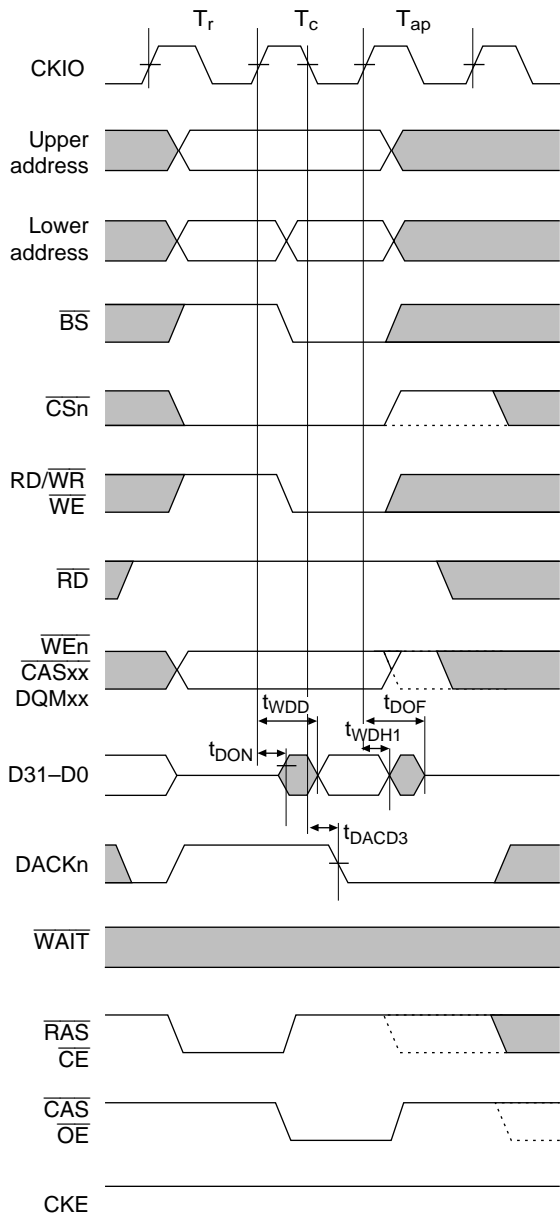 Tr Tc Tap
CKIO
Upper
address
Lower
address
BS
CSn
RD/WR
WE
RD
WEn
CASxx
DQMxx
tWDD tDOF
tDON tWDH1
D31–D0
tDACD3
DACKn
WAIT
RAS
CE
CAS
OE
CKE